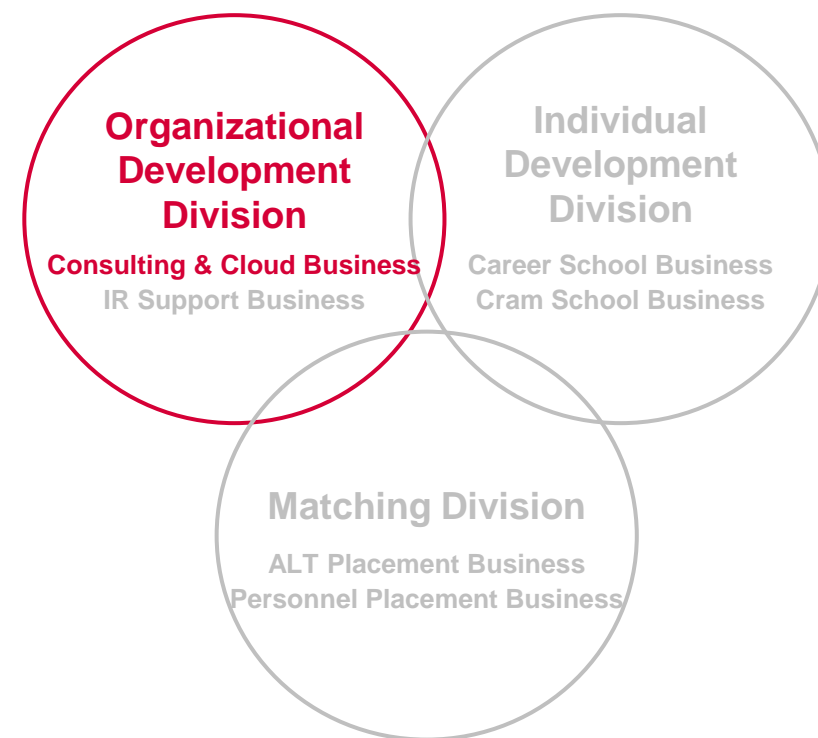 Organizational
Development
Division
Consulting & Cloud Business
IR Support Business
Individual
Development
Division
Career School Business
Cram School Business
Matching Division
ALT Placement Business
Personnel Placement Business